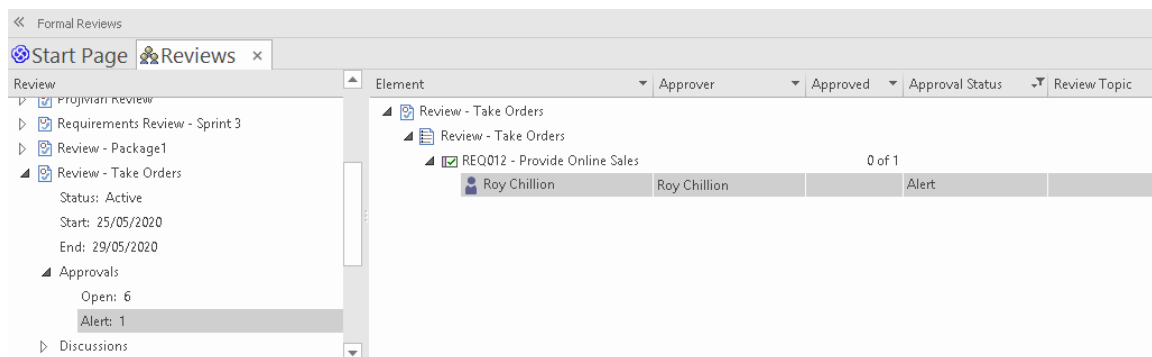 Formal Reviews
Start Page Reviews
Review
ProjMan Review
Requirements Review - Sprint 3
Review - Package1
Review - Take Orders
Status: Active
Start: 25/05/2020
End: 29/05/2020
Approvals
Open: 6
Alert: 1
Discussions
Element Approver Approved Approval Status Review Topic
Review - Take Orders
Review - Take Orders
REQ012 - Provide Online Sales 0 of 1
Roy Chillion Roy Chillion Alert